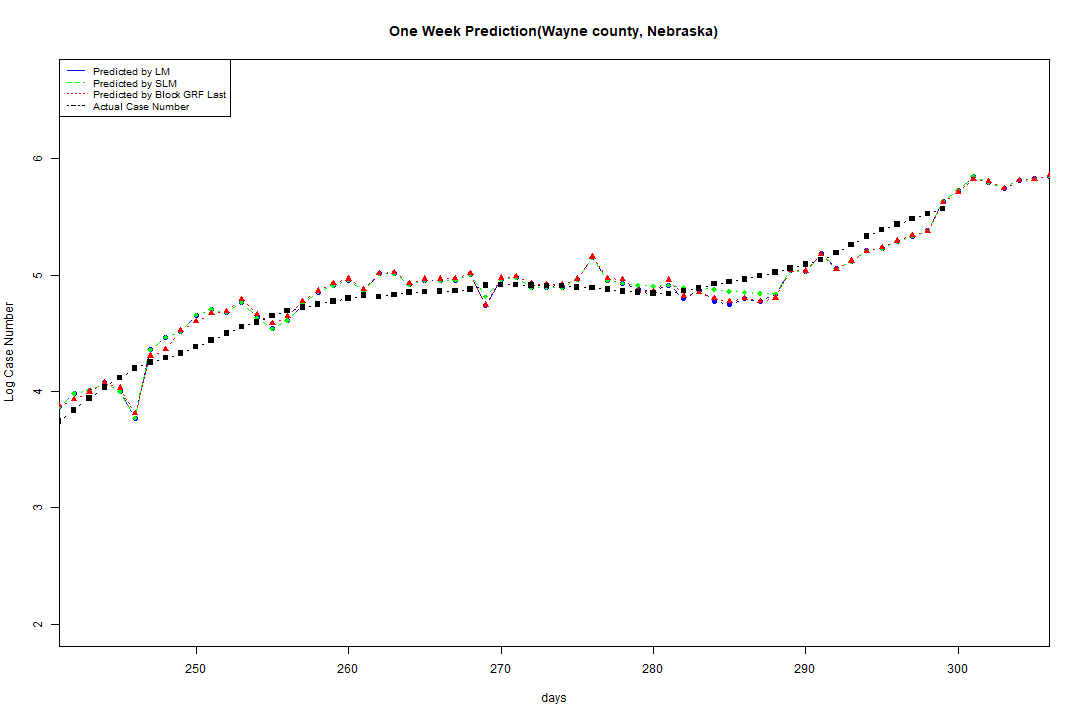 One Week Prediction(Wayne county, Nebraska)
Predicted by LM
Predicted by SLM
Predicted by Block GRF Last
Actual Case Number
6
5
4
3
2
Log Case Number
250 260 270 280 290 300
days